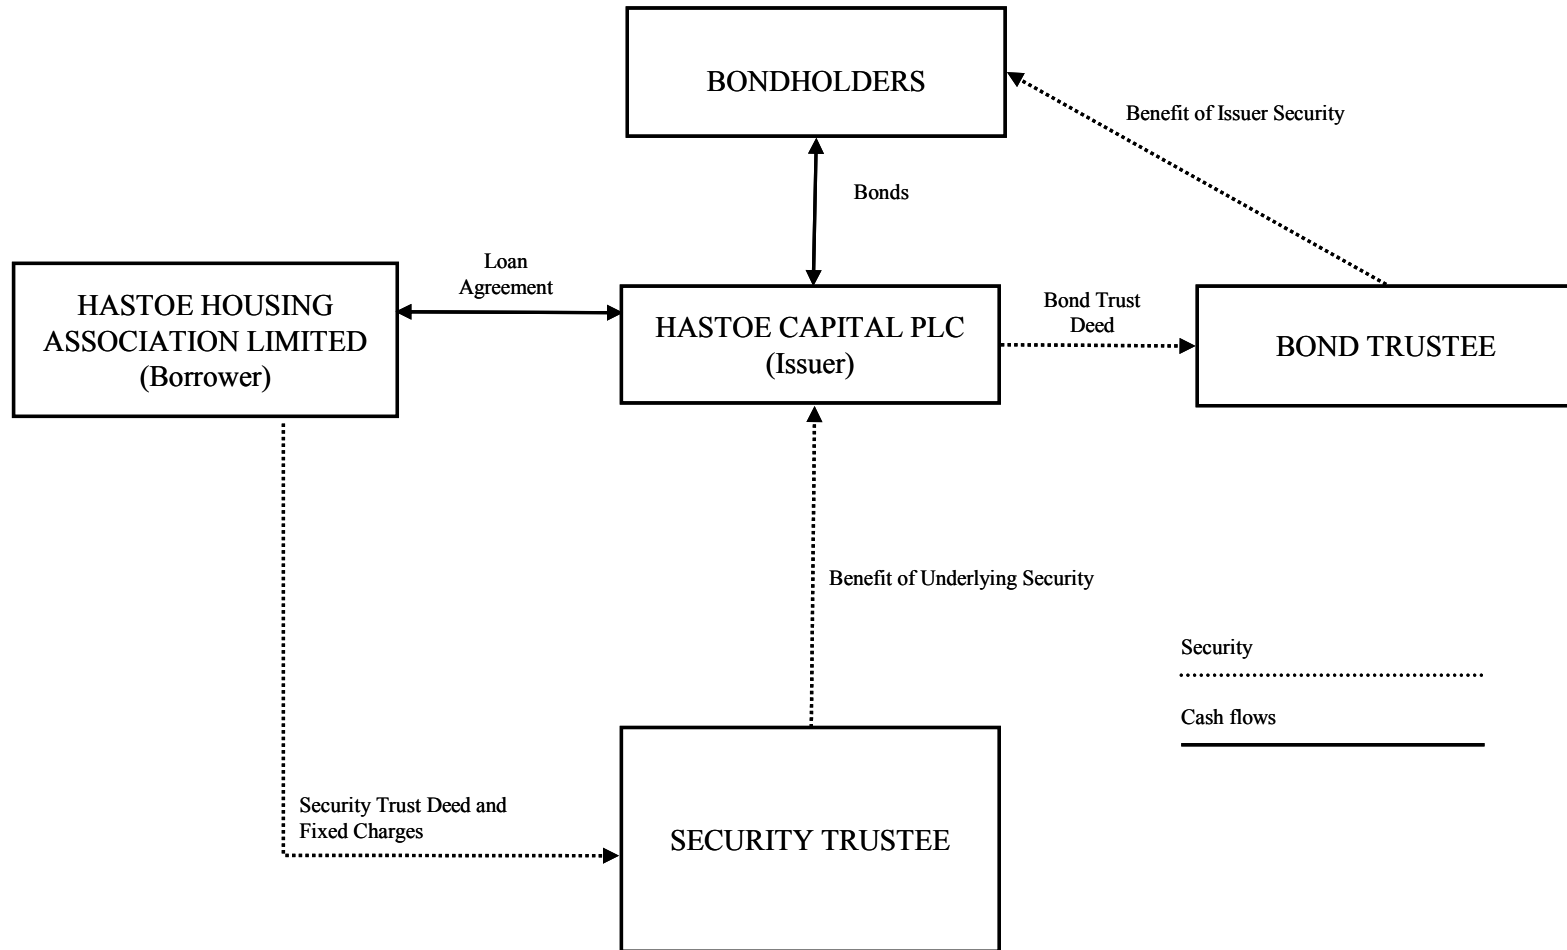 BONDHOLDERS
Benefit of Issuer Security
Bonds
Loan
Agreement
HASTOE HOUSING
ASSOCIATION LIMITED
(Borrower)
HASTOE CAPITAL PLC
(Issuer)
Bond Trust
Deed
BOND TRUSTEE
Benefit of Underlying Security
Security
Cash flows
Security Trust Deed and
Fixed Charges
SECURITY TRUSTEE